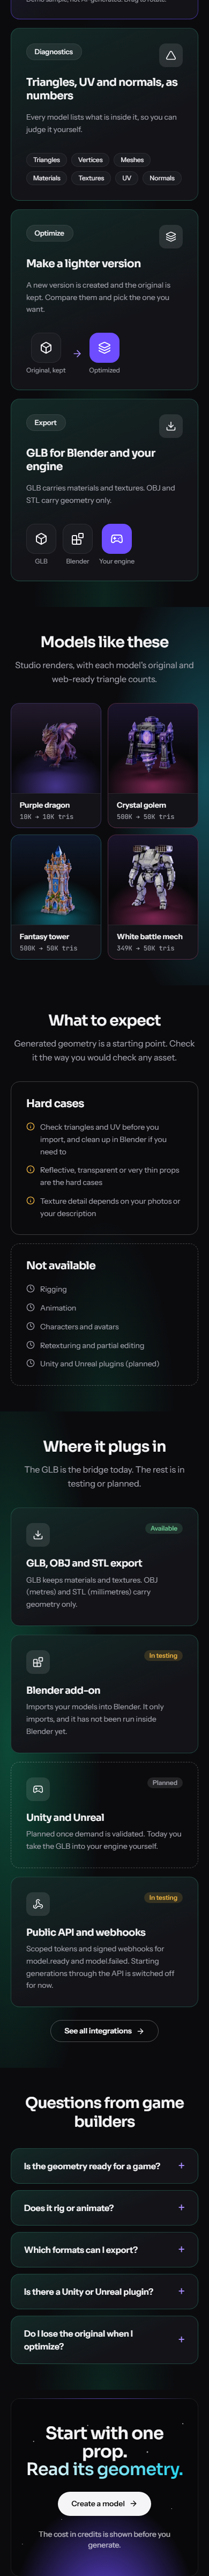 Diagnostics
Triangles, UV and normals, as
numbers
Every model lists what is inside it, so you can
judge it yourself.
Triangles
Vertices
Meshes
Materials
Textures
UV
Normals
Optimize
Make a lighter version
A new version is created and the original is
kept. Compare them and pick the one you
want.
Original, kept
Optimized
Export
GLB for Blender and your
engine
GLB carries materials and textures. OBJ and
STL carry geometry only.
GLB
Blender
Your engine
Models like these
Studio renders, with each model's original and
web-ready triangle counts.
Purple dragon
10K → 10K tris
Crystal golem
500K → 50K tris
Fantasy tower
500K → 50K tris
White battle mech
349K → 50K tris
What to expect
Generated geometry is a starting point. Check
it the way you would check any asset.
Hard cases
Check triangles and UV before you
import, and clean up in Blender if you
need to
Reflective, transparent or very thin props
are the hard cases
Texture detail depends on your photos or
your description
Not available
Rigging
Animation
Characters and avatars
Retexturing and partial editing
Unity and Unreal plugins (planned)
Where it plugs in
The GLB is the bridge today. The rest is in
testing or planned.
Available
GLB, OBJ and STL export
GLB keeps materials and textures. OBJ
(metres) and STL (millimetres) carry
geometry only.
In testing
Blender add-on
Imports your models into Blender. It only
imports, and it has not been run inside
Blender yet.
Planned
Unity and Unreal
Planned once demand is validated. Today you
take the GLB into your engine yourself.
In testing
Public API and webhooks
Scoped tokens and signed webhooks for
model.ready and model.failed. Starting
generations through the API is switched off
for now.
See all integrations →
Questions from game
builders
Is the geometry ready for a game? +
Does it rig or animate? +
Which formats can I export? +
Is there a Unity or Unreal plugin? +
Do I lose the original when I
optimize? +
Start with one
prop.
Read its geometry.
Create a model →
The cost in credits is shown before you
generate.